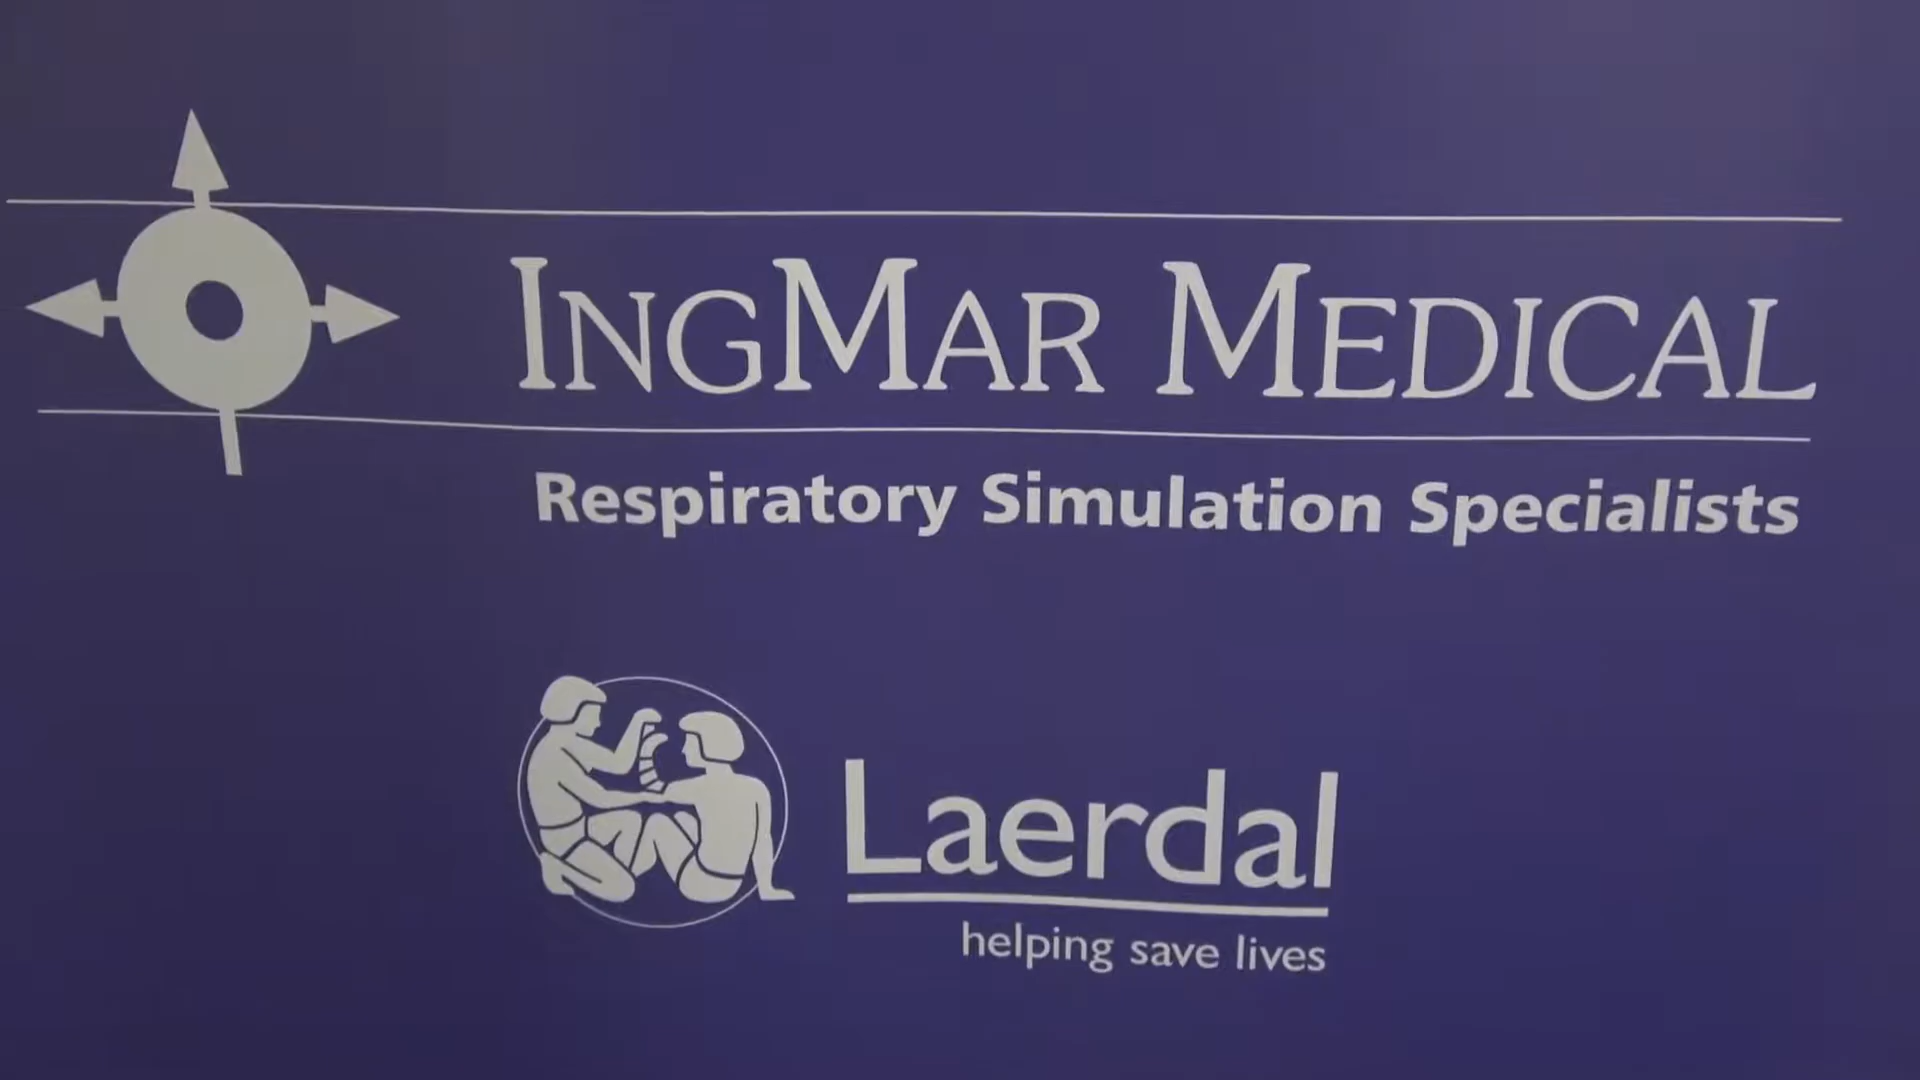 INGMAR MEDICAL
Respiratory Simulation Specialists
Laerdal
helping save lives